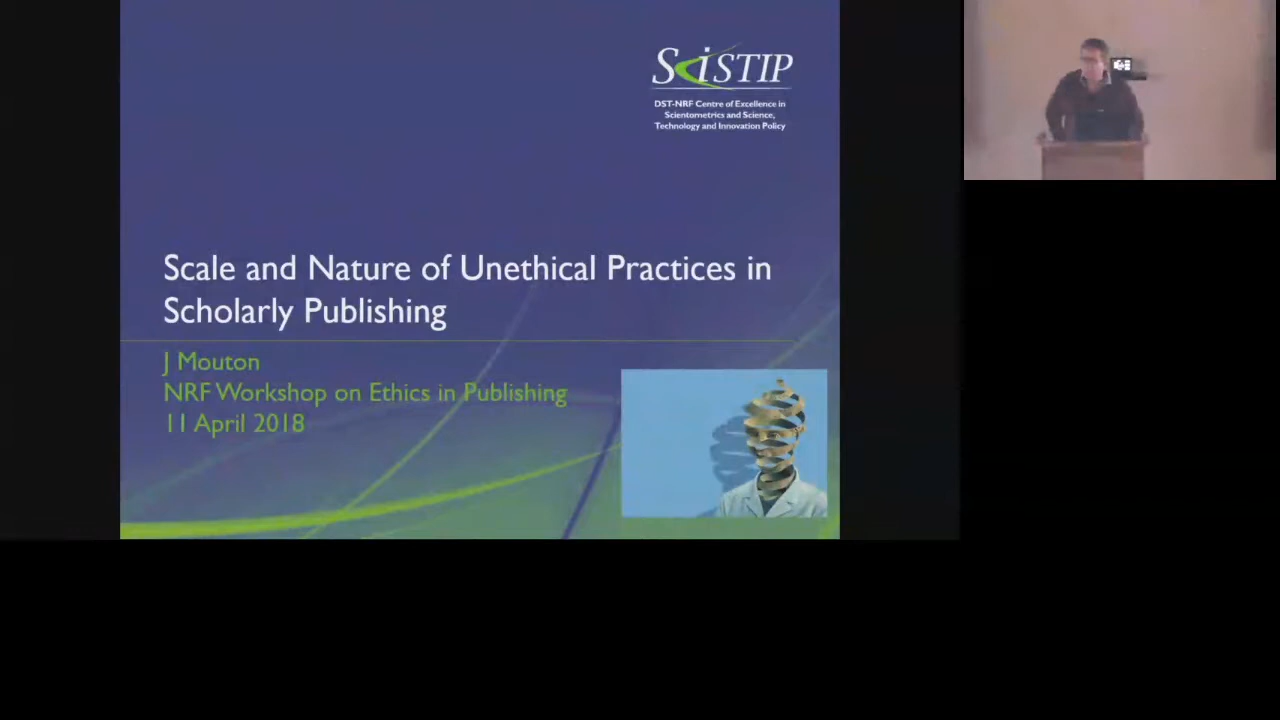 SciSTIP
DST-NRF Centre of Excellence in
Scientometrics and Science,
Technology and Innovation Policy
Scale and Nature of Unethical Practices in
Scholarly Publishing
J Mouton
NRF Workshop on Ethics in Publishing
11 April 2018